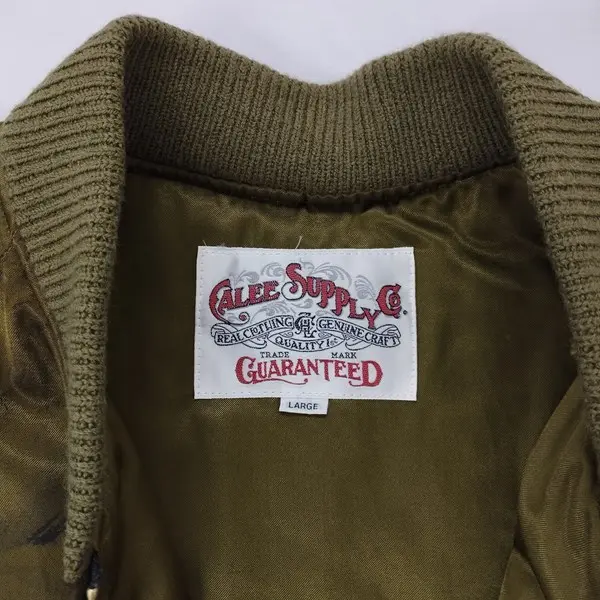 CALEE SUPPLY Co.
REAL CLOTHING GENUINE CRAFT
QUALITY
TRADE MARK
GUARANTEED
LARGE